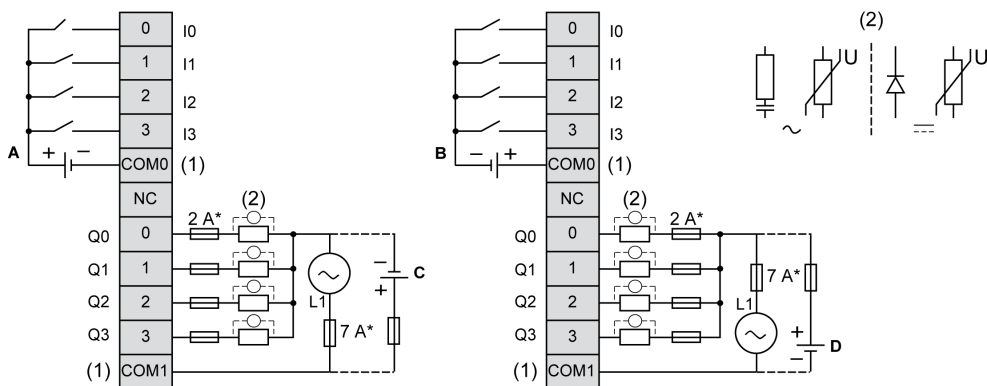 0 I0
1 I1
2 I2
3 I3
A + − COM0 (1)
NC
(2)
2 A*
Q0 0
Q1 1
Q2 2
Q3 3
− C
+
L1
7 A*
(1) COM1
0 I0
1 I1
2 I2
3 I3
B − + COM0 (1)
NC
(2)
2 A*
Q0 0
Q1 1
Q2 2
Q3 3
7 A*
L1
+ D
−
(1) COM1
(2)
U U